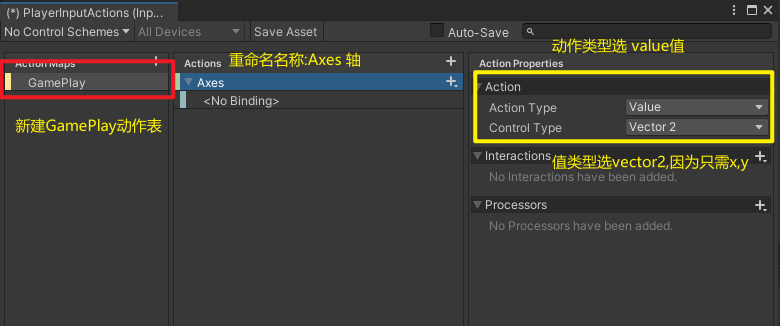 (*) PlayerInputActions (Inp...
No Control Schemes
All Devices
Save Asset
Auto-Save
Action Maps
GamePlay
新建GamePlay动作表
Actions
重命名名称:Axes 轴
Axes
<No Binding>
动作类型选 value值
Action Properties
Action
Action Type
Value
Control Type
Vector 2
Interactions
值类型选vector2,因为只需x,y
No Interactions have been added.
Processors
No Processors have been added.